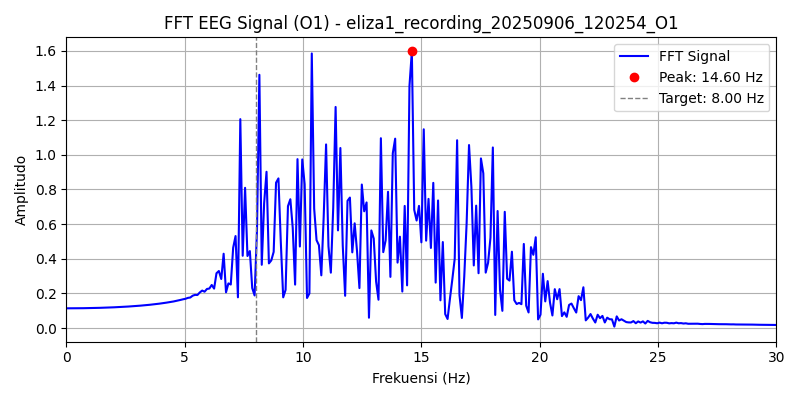 FFT EEG Signal (O1) - eliza1_recording_20250906_120254_O1
1.6
1.4
1.2
1.0
0.8
0.6
0.4
0.2
0.0
Amplitudo
FFT Signal
Peak: 14.60 Hz
Target: 8.00 Hz
0 5 10 15 20 25 30
Frekuensi (Hz)